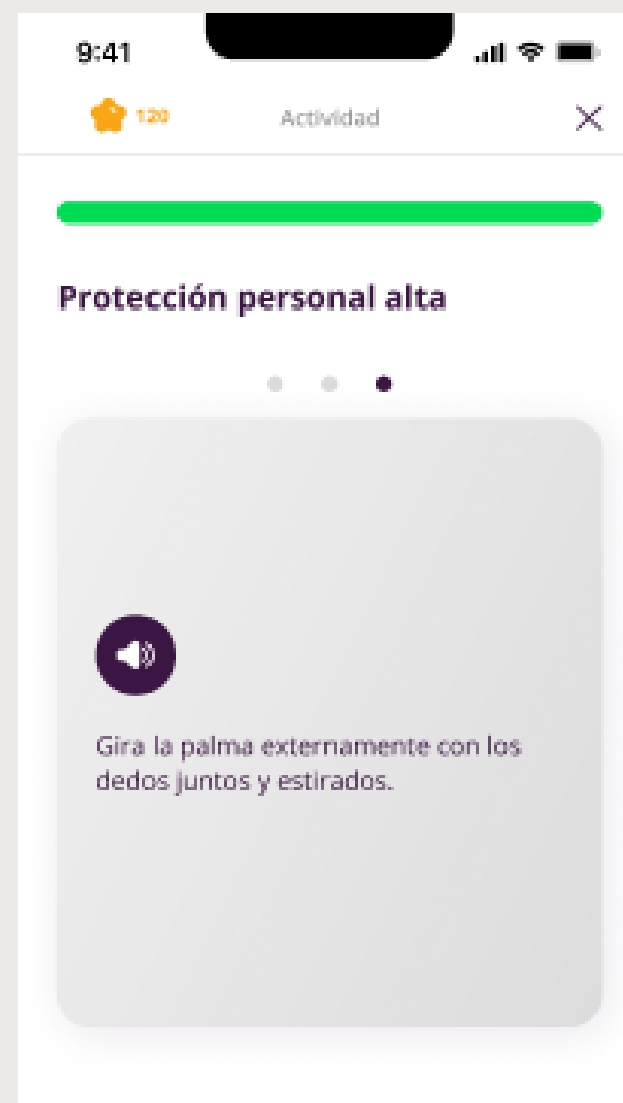 9:41
120
Actividad
Protección personal alta
Gira la palma externamente con los
dedos juntos y estirados.